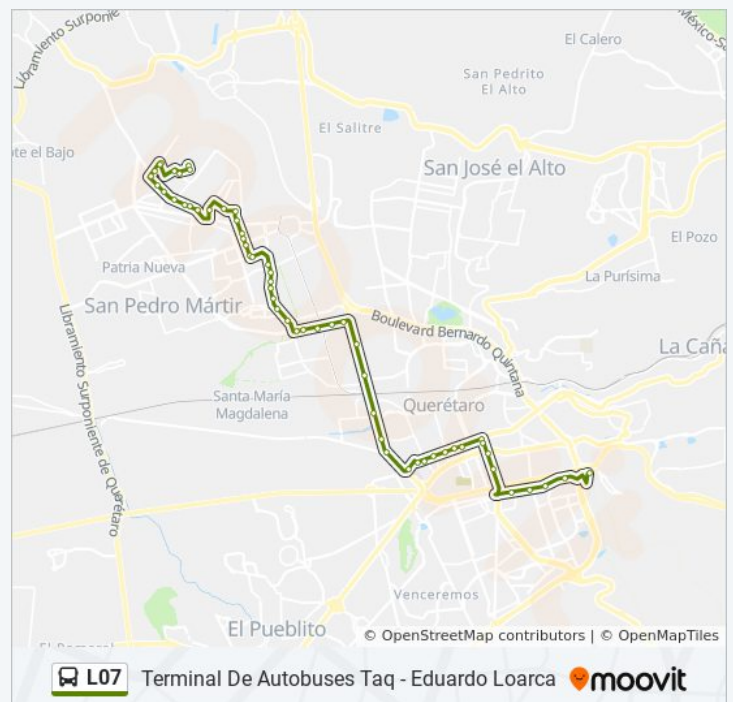 Libramiento Surponie
México-S
El Calero
San Pedrito
El Alto
El Salitre
te el Bajo
San José el Alto
El Pozo
Patria Nueva
La Purísima
San Pedro Mártir
Boulevard Bernardo Quintana
La Caña
Libramiento Surponiente de Querétaro
Santa María
Magdalena
Querétaro
Venceremos
El Pueblito
© OpenStreetMap contributors | © OpenMapTiles
L07 Terminal De Autobuses Taq - Eduardo Loarca moovit